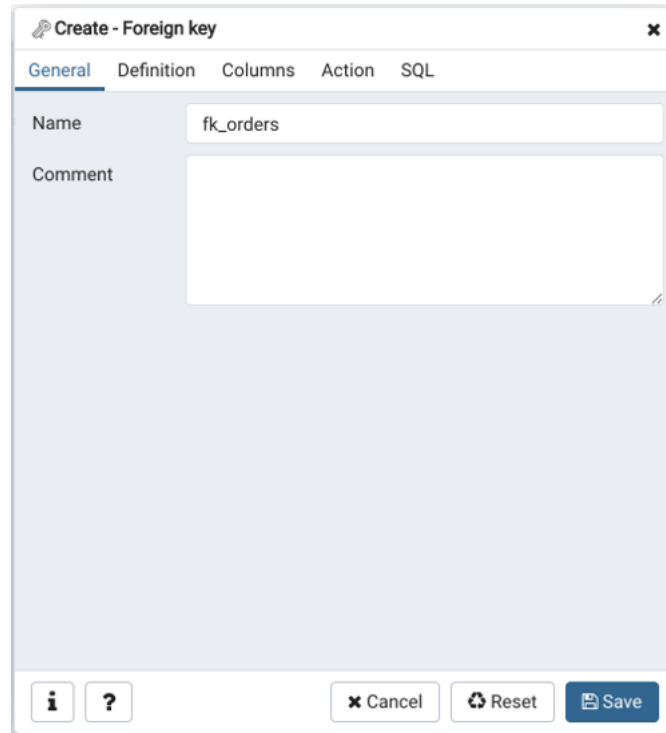 Create - Foreign key
General Definition Columns Action SQL
Name fk_orders
Comment
i ? Cancel Reset Save